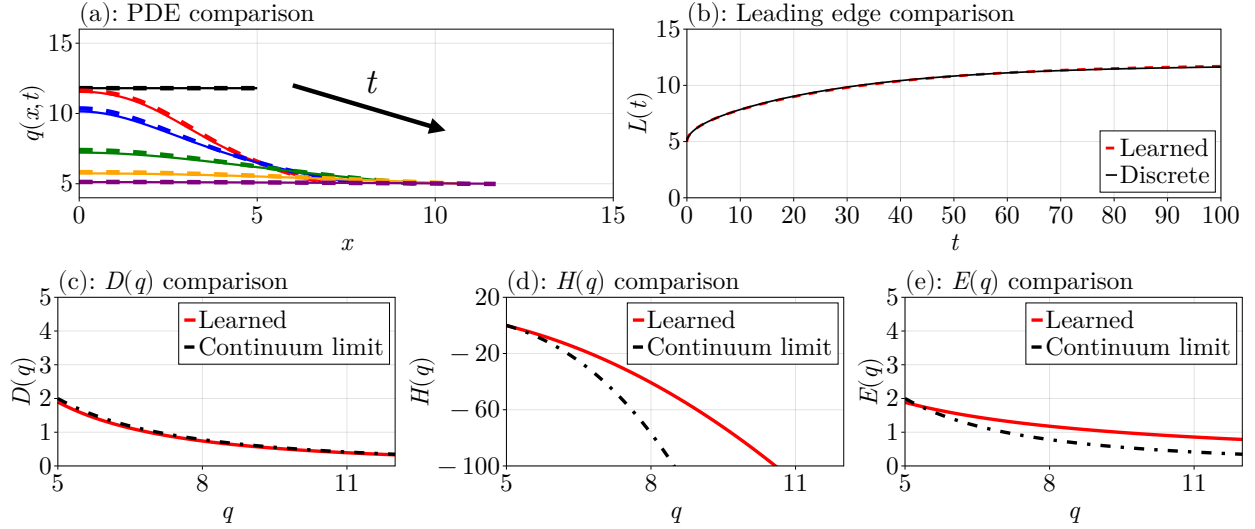 (a): PDE comparison
15
10
5
q(x,t)
t
0
5
10
15
x
(b): Leading edge comparison
15
10
5
0
L(t)
Learned
Discrete
0
10
20
30
40
50
60
70
80
90
100
t
(c): D(q) comparison
5
4
3
2
1
0
D(q)
Learned
Continuum limit
5
8
11
q
(d): H(q) comparison
20
−20
−60
−100
H(q)
Learned
Continuum limit
5
8
11
q
(e): E(q) comparison
5
4
3
2
1
0
E(q)
Learned
Continuum limit
5
8
11
q